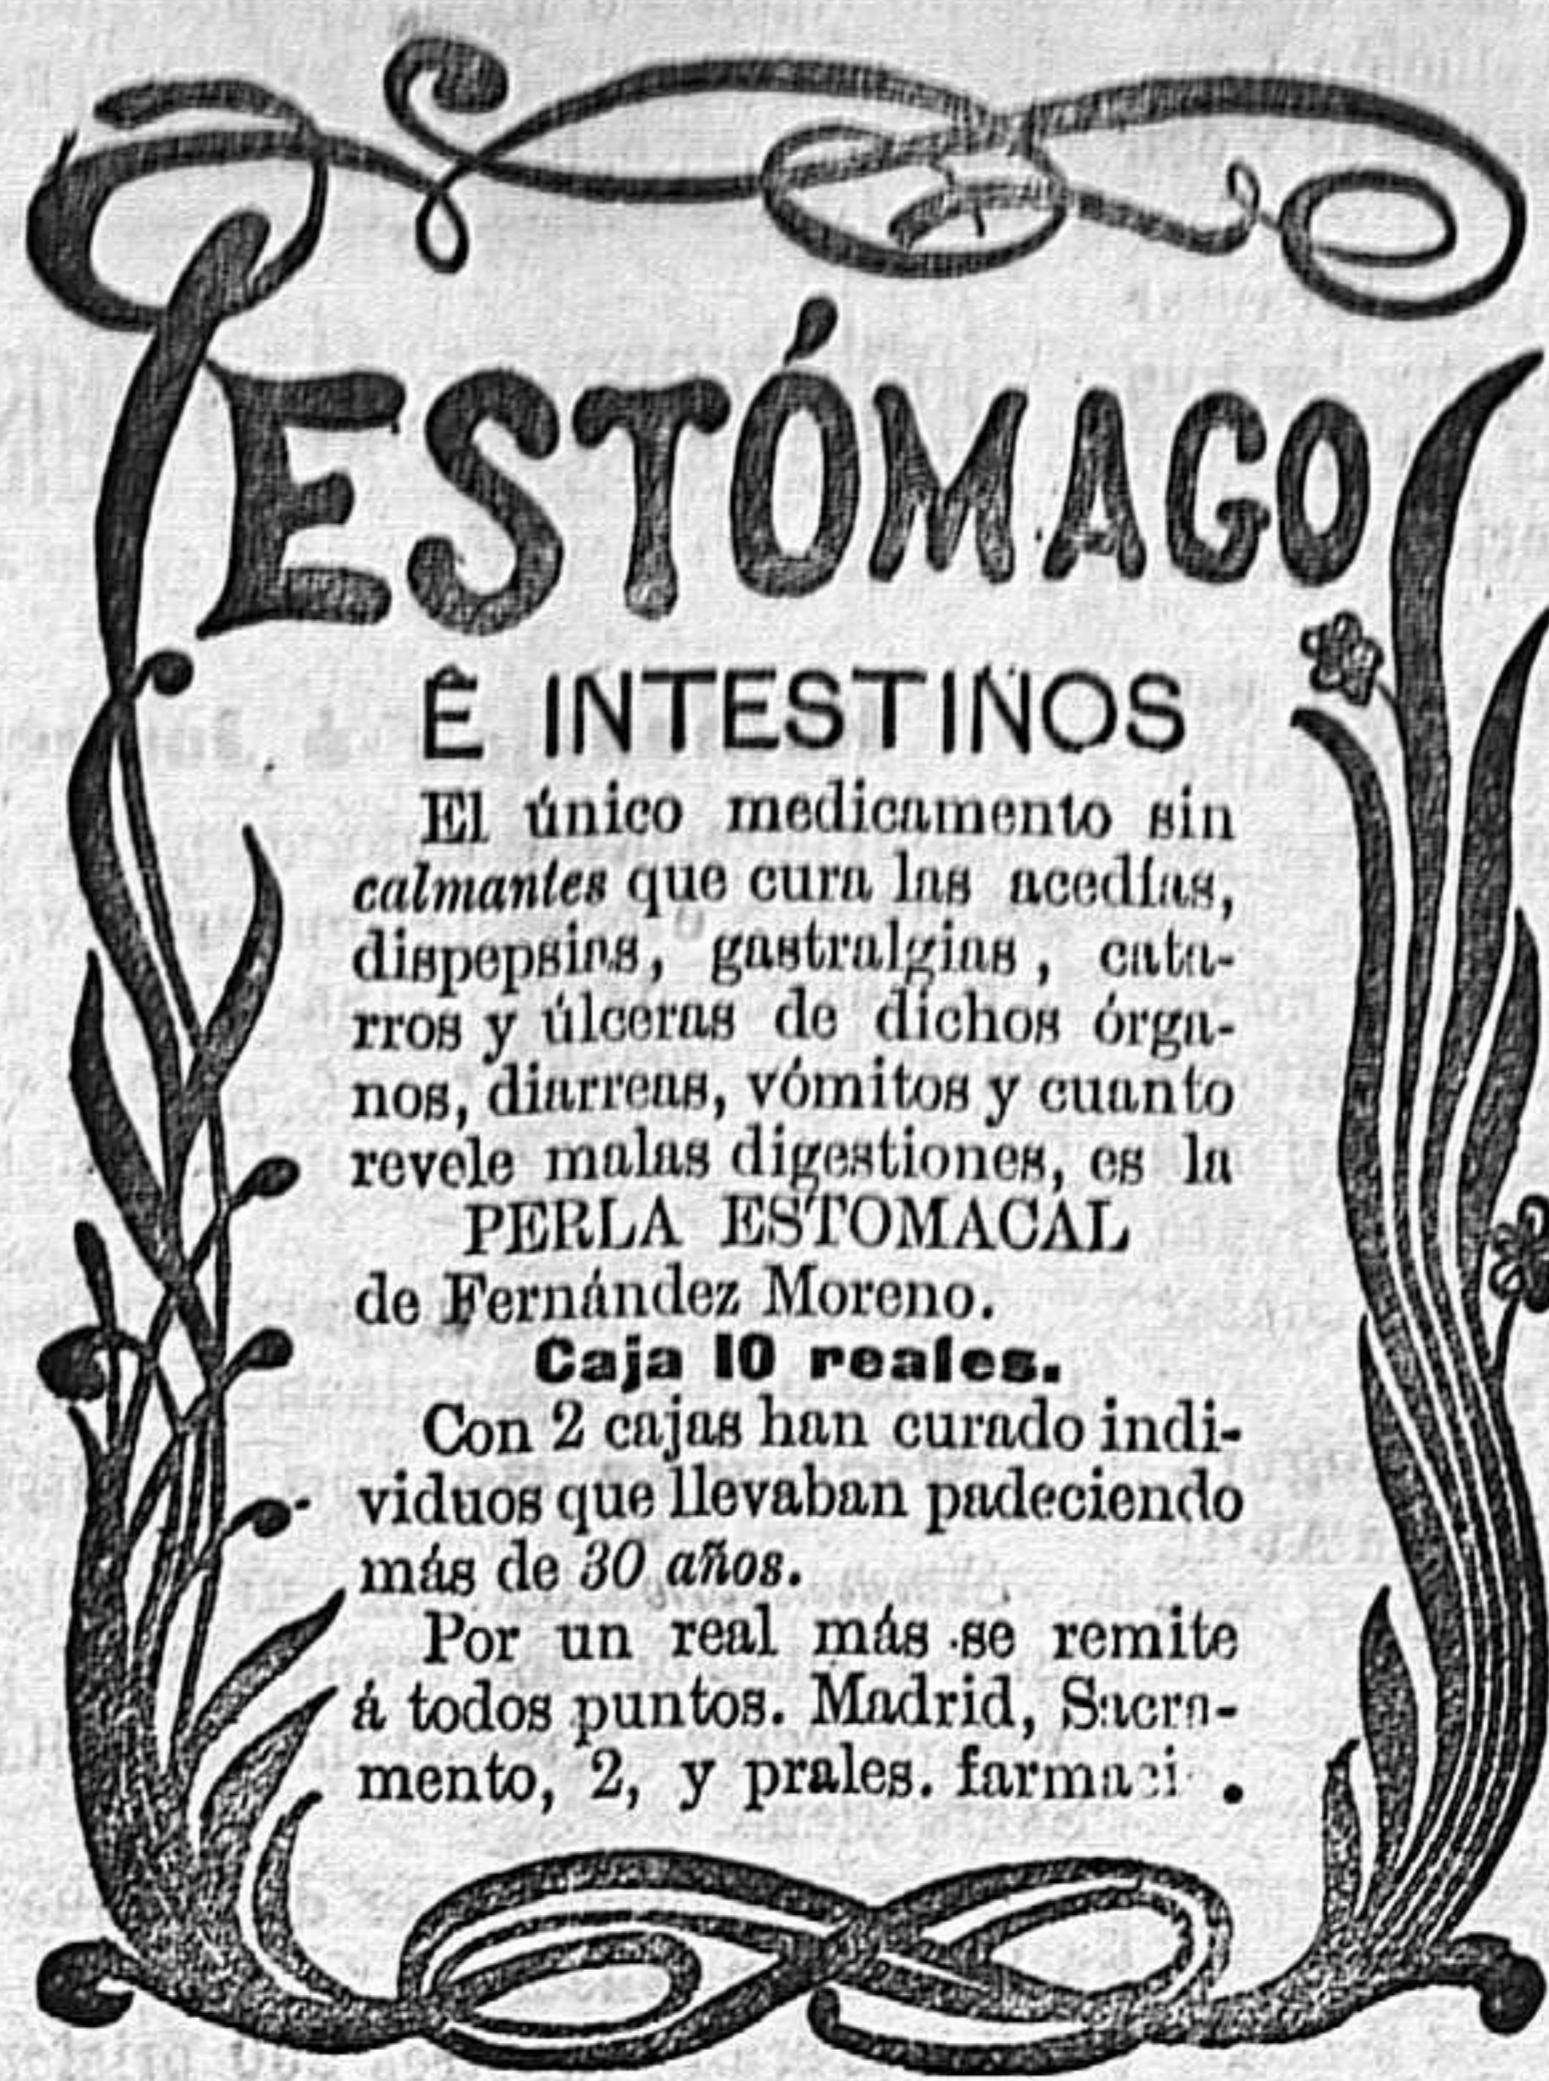 ESTÓMAGO
É INTESTINOS
El único medicamento sin
calmantes que cura las acedías,
dispepsias, gastralgias, cata-
rros y úlceras de dichos órga-
nos, diarreas, vómitos y cuanto
revele malas digestiones, es la
PERLA ESTOMACAL
de Fernández Moreno.
Caja 10 reales.
Con 2 cajas han curado indi-
viduos que llevaban padeciendo
más de 30 años.
Por un real más se remite
á todos puntos. Madrid, Sacra-
mento, 2, y prales.